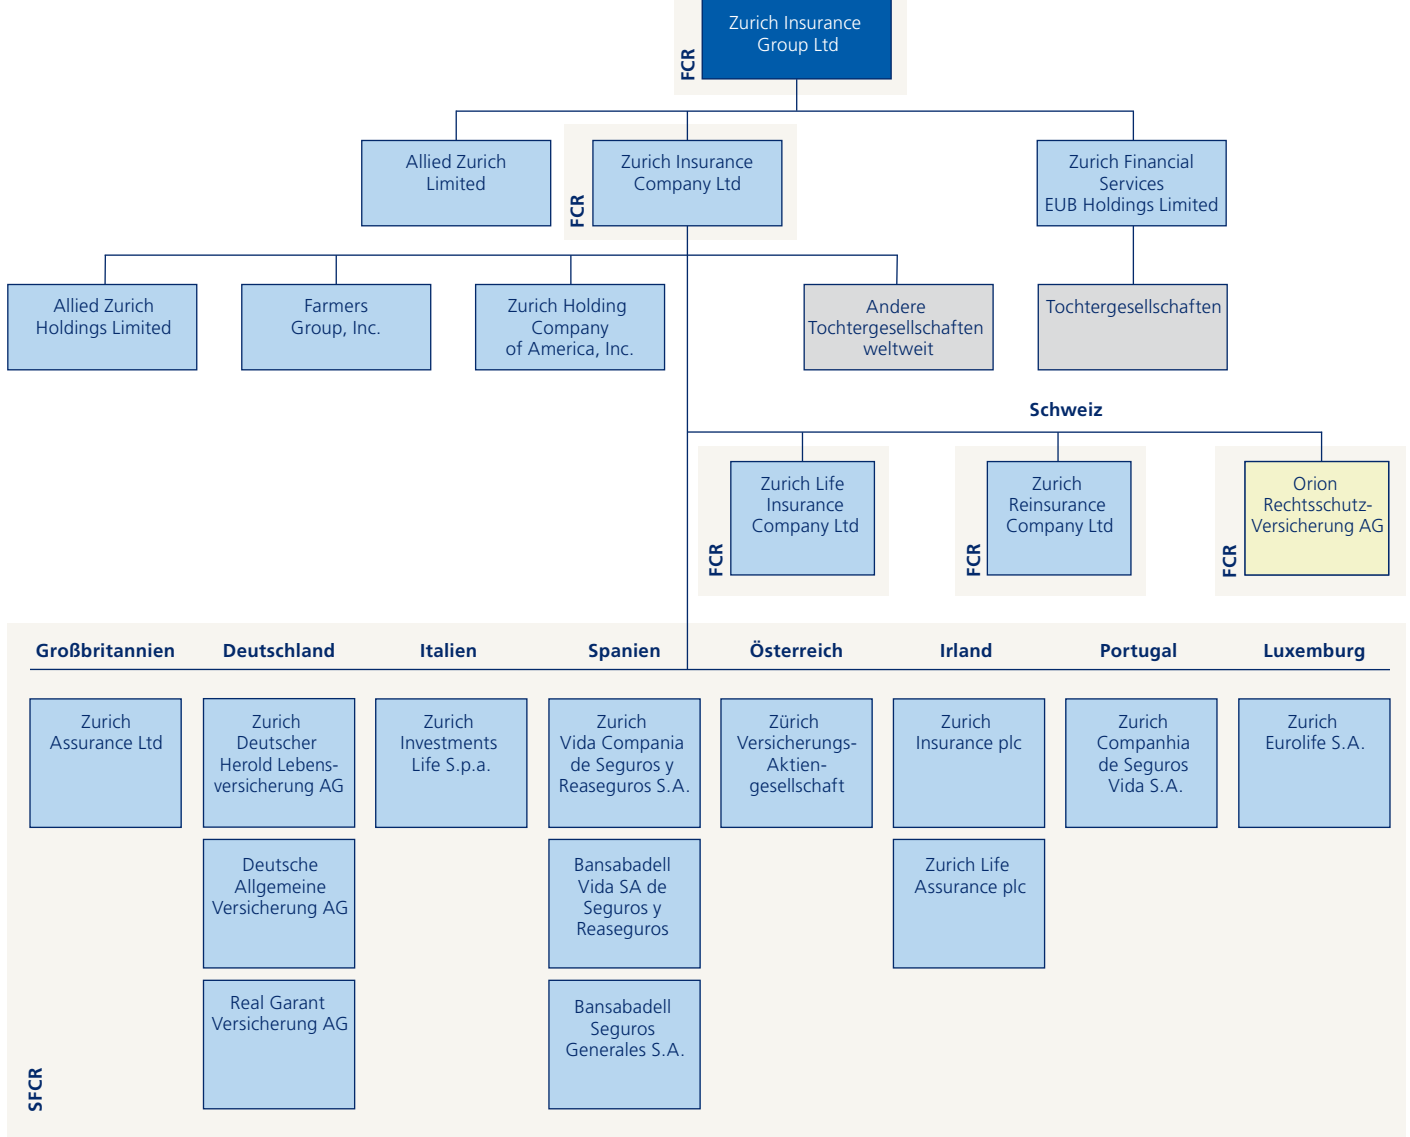 Zurich Insurance
Group Ltd
FCR
Allied Zurich
Limited
Zurich Insurance
Company Ltd
FCR
Zurich Financial
Services
EUB Holdings Limited
Allied Zurich
Holdings Limited
Farmers
Group, Inc.
Zurich Holding
Company
of America, Inc.
Andere
Tochtergesellschaften
weltweit
Tochtergesellschaften
Schweiz
Zurich Life
Insurance
Company Ltd
FCR
Zurich
Reinsurance
Company Ltd
FCR
Orion
Rechtsschutz-
Versicherung AG
FCR
Großbritannien
Zurich
Assurance Ltd
Deutschland
Zurich
Deutscher
Herold Lebens-
versicherung AG
Deutsche
Allgemeine
Versicherung AG
Real Garant
Versicherung AG
Italien
Zurich
Investments
Life S.p.a.
Spanien
Zurich
Vida Compania
de Seguros y
Reaseguros S.A.
Bansabadell
Vida SA de
Seguros y
Reaseguros
Bansabadell
Seguros
Generales S.A.
Österreich
Zürich
Versicherungs-
Aktien-
gesellschaft
Irland
Zurich
Insurance plc
Zurich Life
Assurance plc
Portugal
Zurich
Companhia
de Seguros
Vida S.A.
Luxemburg
Zurich
Eurolife S.A.
SFCR